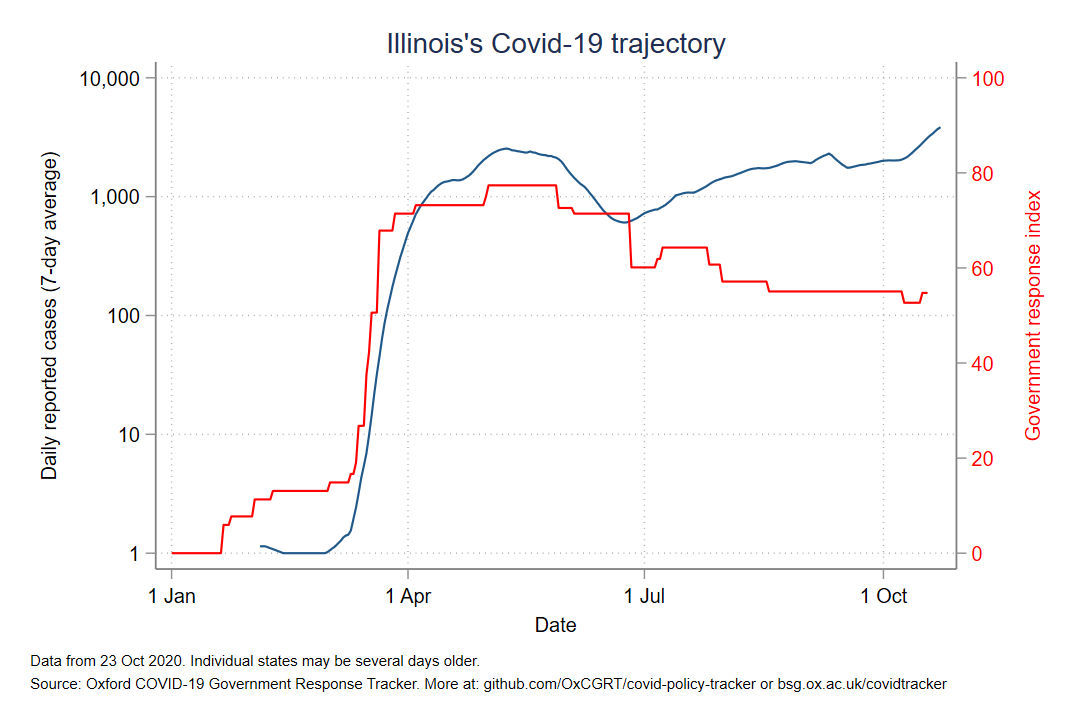 Illinois's Covid-19 trajectory
10,000
1,000
100
10
1
Daily reported cases (7-day average)
100
80
60
40
20
0
Government response index
1 Jan
1 Apr
1 Jul
1 Oct
Date
Data from 23 Oct 2020. Individual states may be several days older.
Source: Oxford COVID-19 Government Response Tracker. More at: github.com/OxCGRT/covid-policy-tracker or bsg.ox.ac.uk/covidtracker